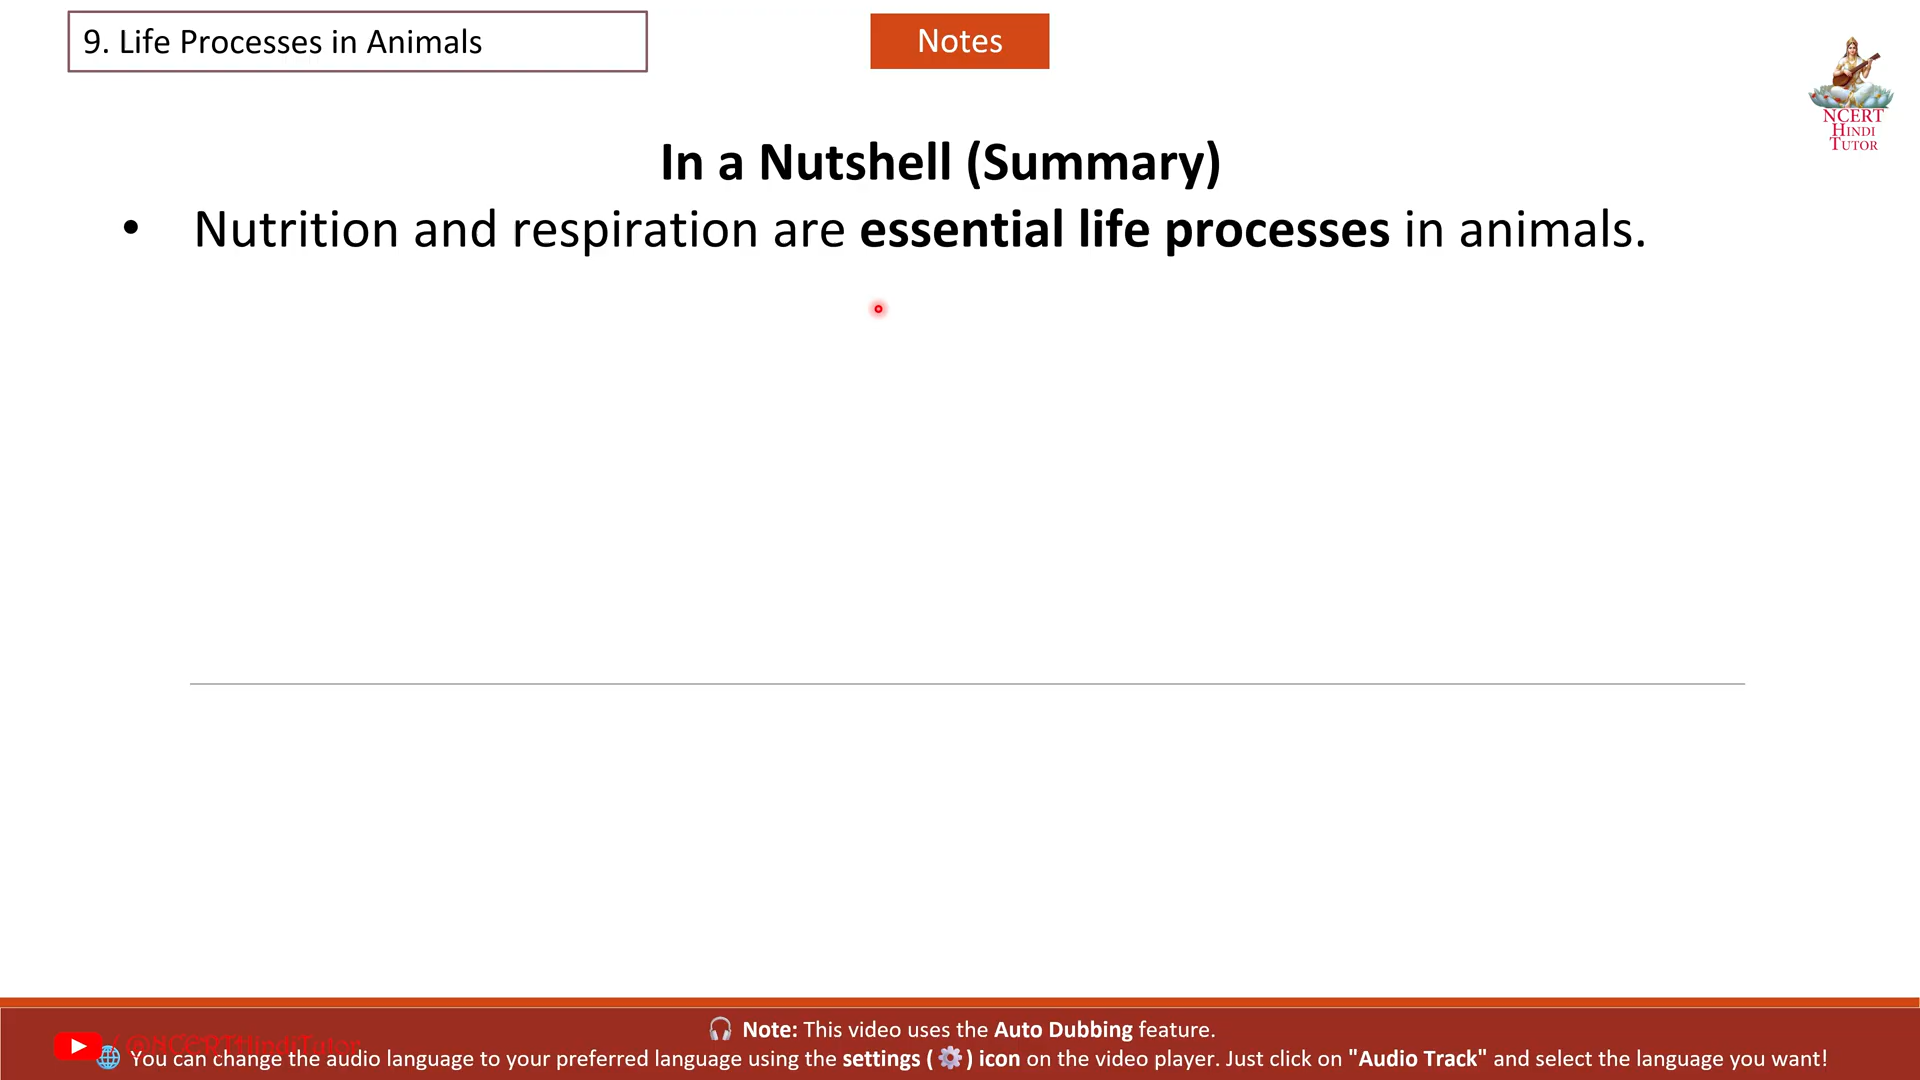 9. Life Processes in Animals
Notes
NCERT
HINDI
TUTOR
In a Nutshell (Summary)
• Nutrition and respiration are essential life processes in animals.
🎧 Note: This video uses the Auto Dubbing feature.
@NCERTHindiTutor
🌐 You can change the audio language to your preferred language using the settings ( ⚙️ ) icon on the video player. Just click on "Audio Track" and select the language you want!